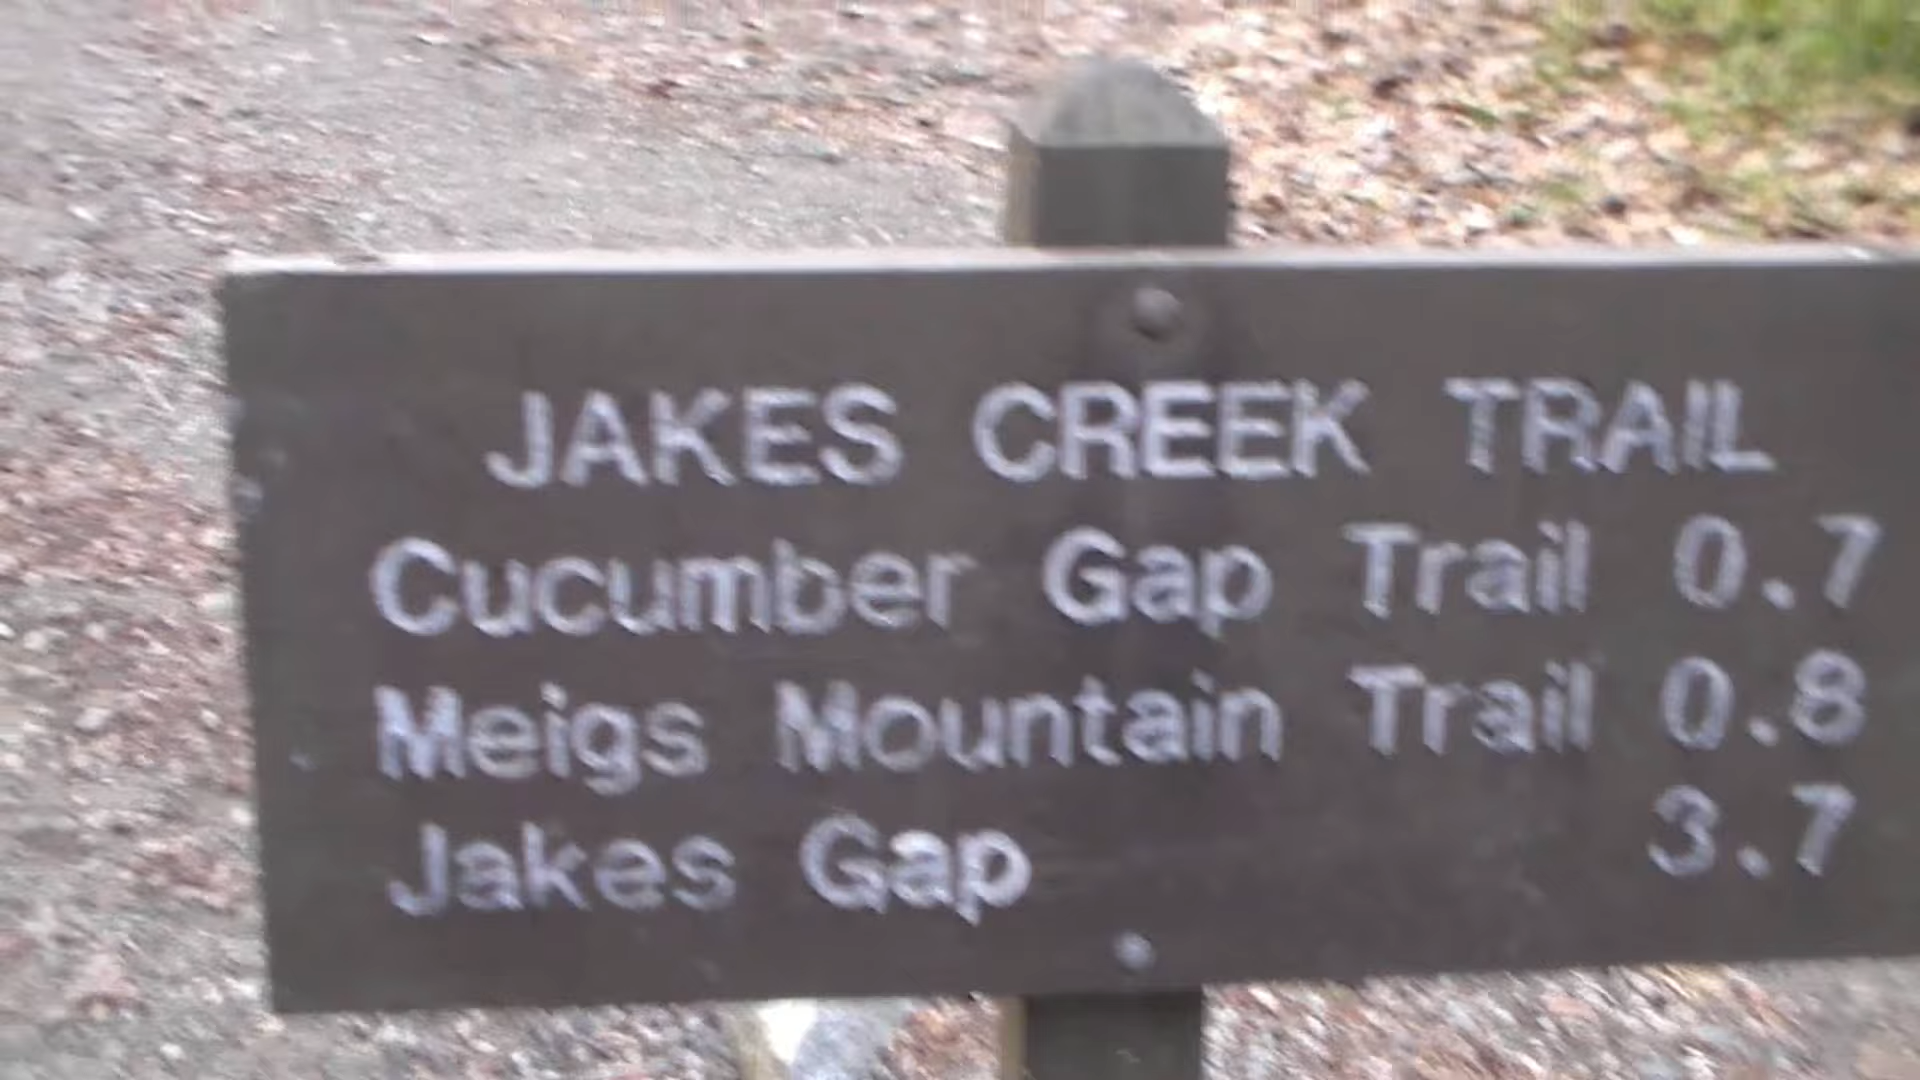 JAKES CREEK TRAIL
Cucumber Gap Trail 0.7
Meigs Mountain Trail 0.8
Jakes Gap 3.7